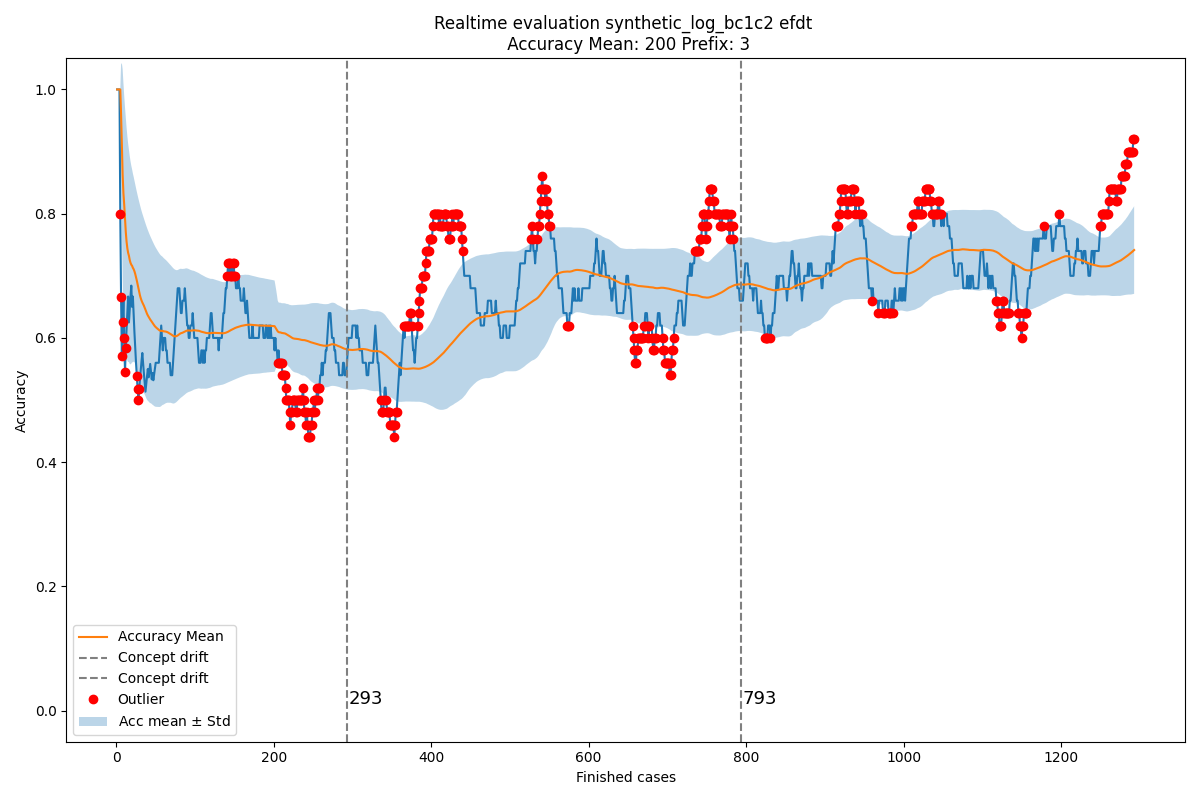 Realtime evaluation synthetic_log_bc1c2 efdt
Accuracy Mean: 200 Prefix: 3
1.0
0.8
0.6
0.4
0.2
0.0
Accuracy
Accuracy Mean
Concept drift
Concept drift
Outlier
Acc mean ± Std
293
793
0
200
400
600
800
1000
1200
Finished cases